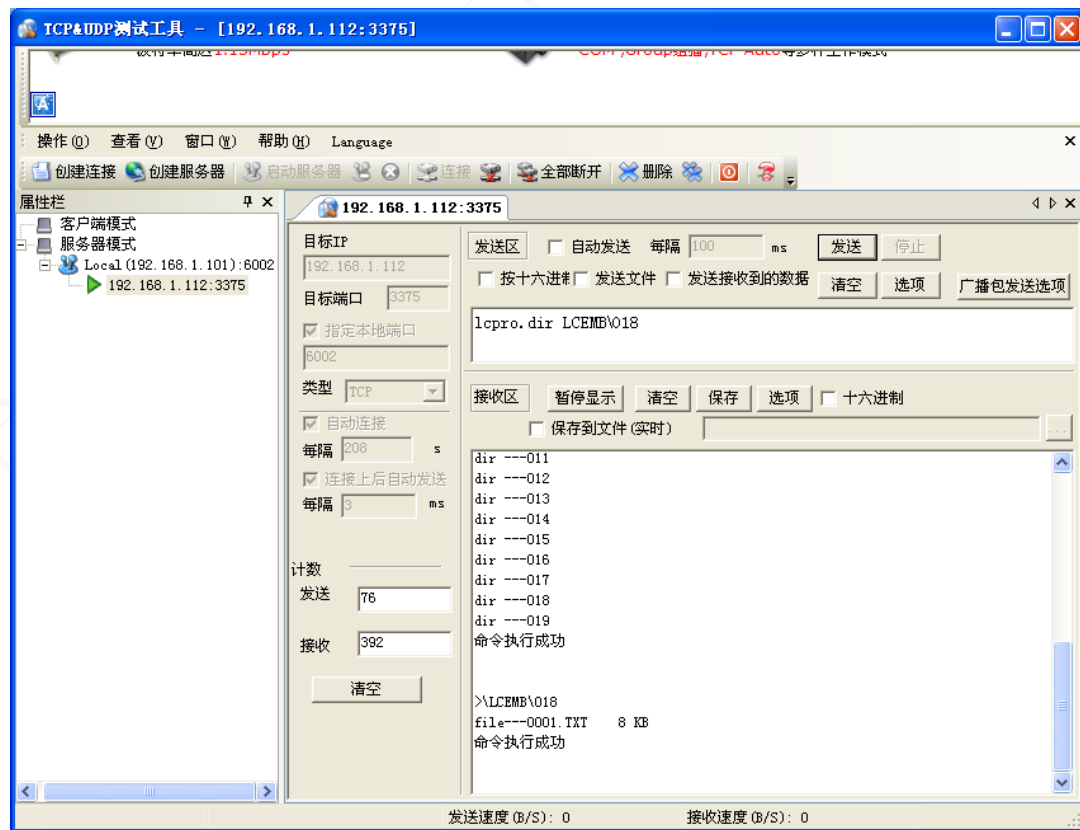 TCP&UDP测试工具 - [192.168.1.112:3375]
操作(O) 查看(V) 窗口(W) 帮助(H) Language
创建连接 创建服务器 启动服务器 连接 全部断开 删除
属性栏
客户端模式
服务器模式
Local(192.168.1.101):6002
192.168.1.112:3375
192.168.1.112:3375
目标IP
192.168.1.112
目标端口 3375
指定本地端口
6002
类型 TCP
自动连接
每隔 208 s
连接上后自动发送
每隔 3 ms
计数
发送 76
接收 392
清空
发送区 自动发送 每隔 100 ms 发送 停止
按十六进制 发送文件 发送接收到的数据 清空 选项 广播包发送选项
lcpro.dir LCEMB\018
接收区 暂停显示 清空 保存 选项 十六进制
保存到文件(实时) ...
dir ---011
dir ---012
dir ---013
dir ---014
dir ---015
dir ---016
dir ---017
dir ---018
dir ---019
命令执行成功
>\LCEMB\018
file---0001.TXT 8 KB
命令执行成功
发送速度(B/S): 0 接收速度(B/S): 0